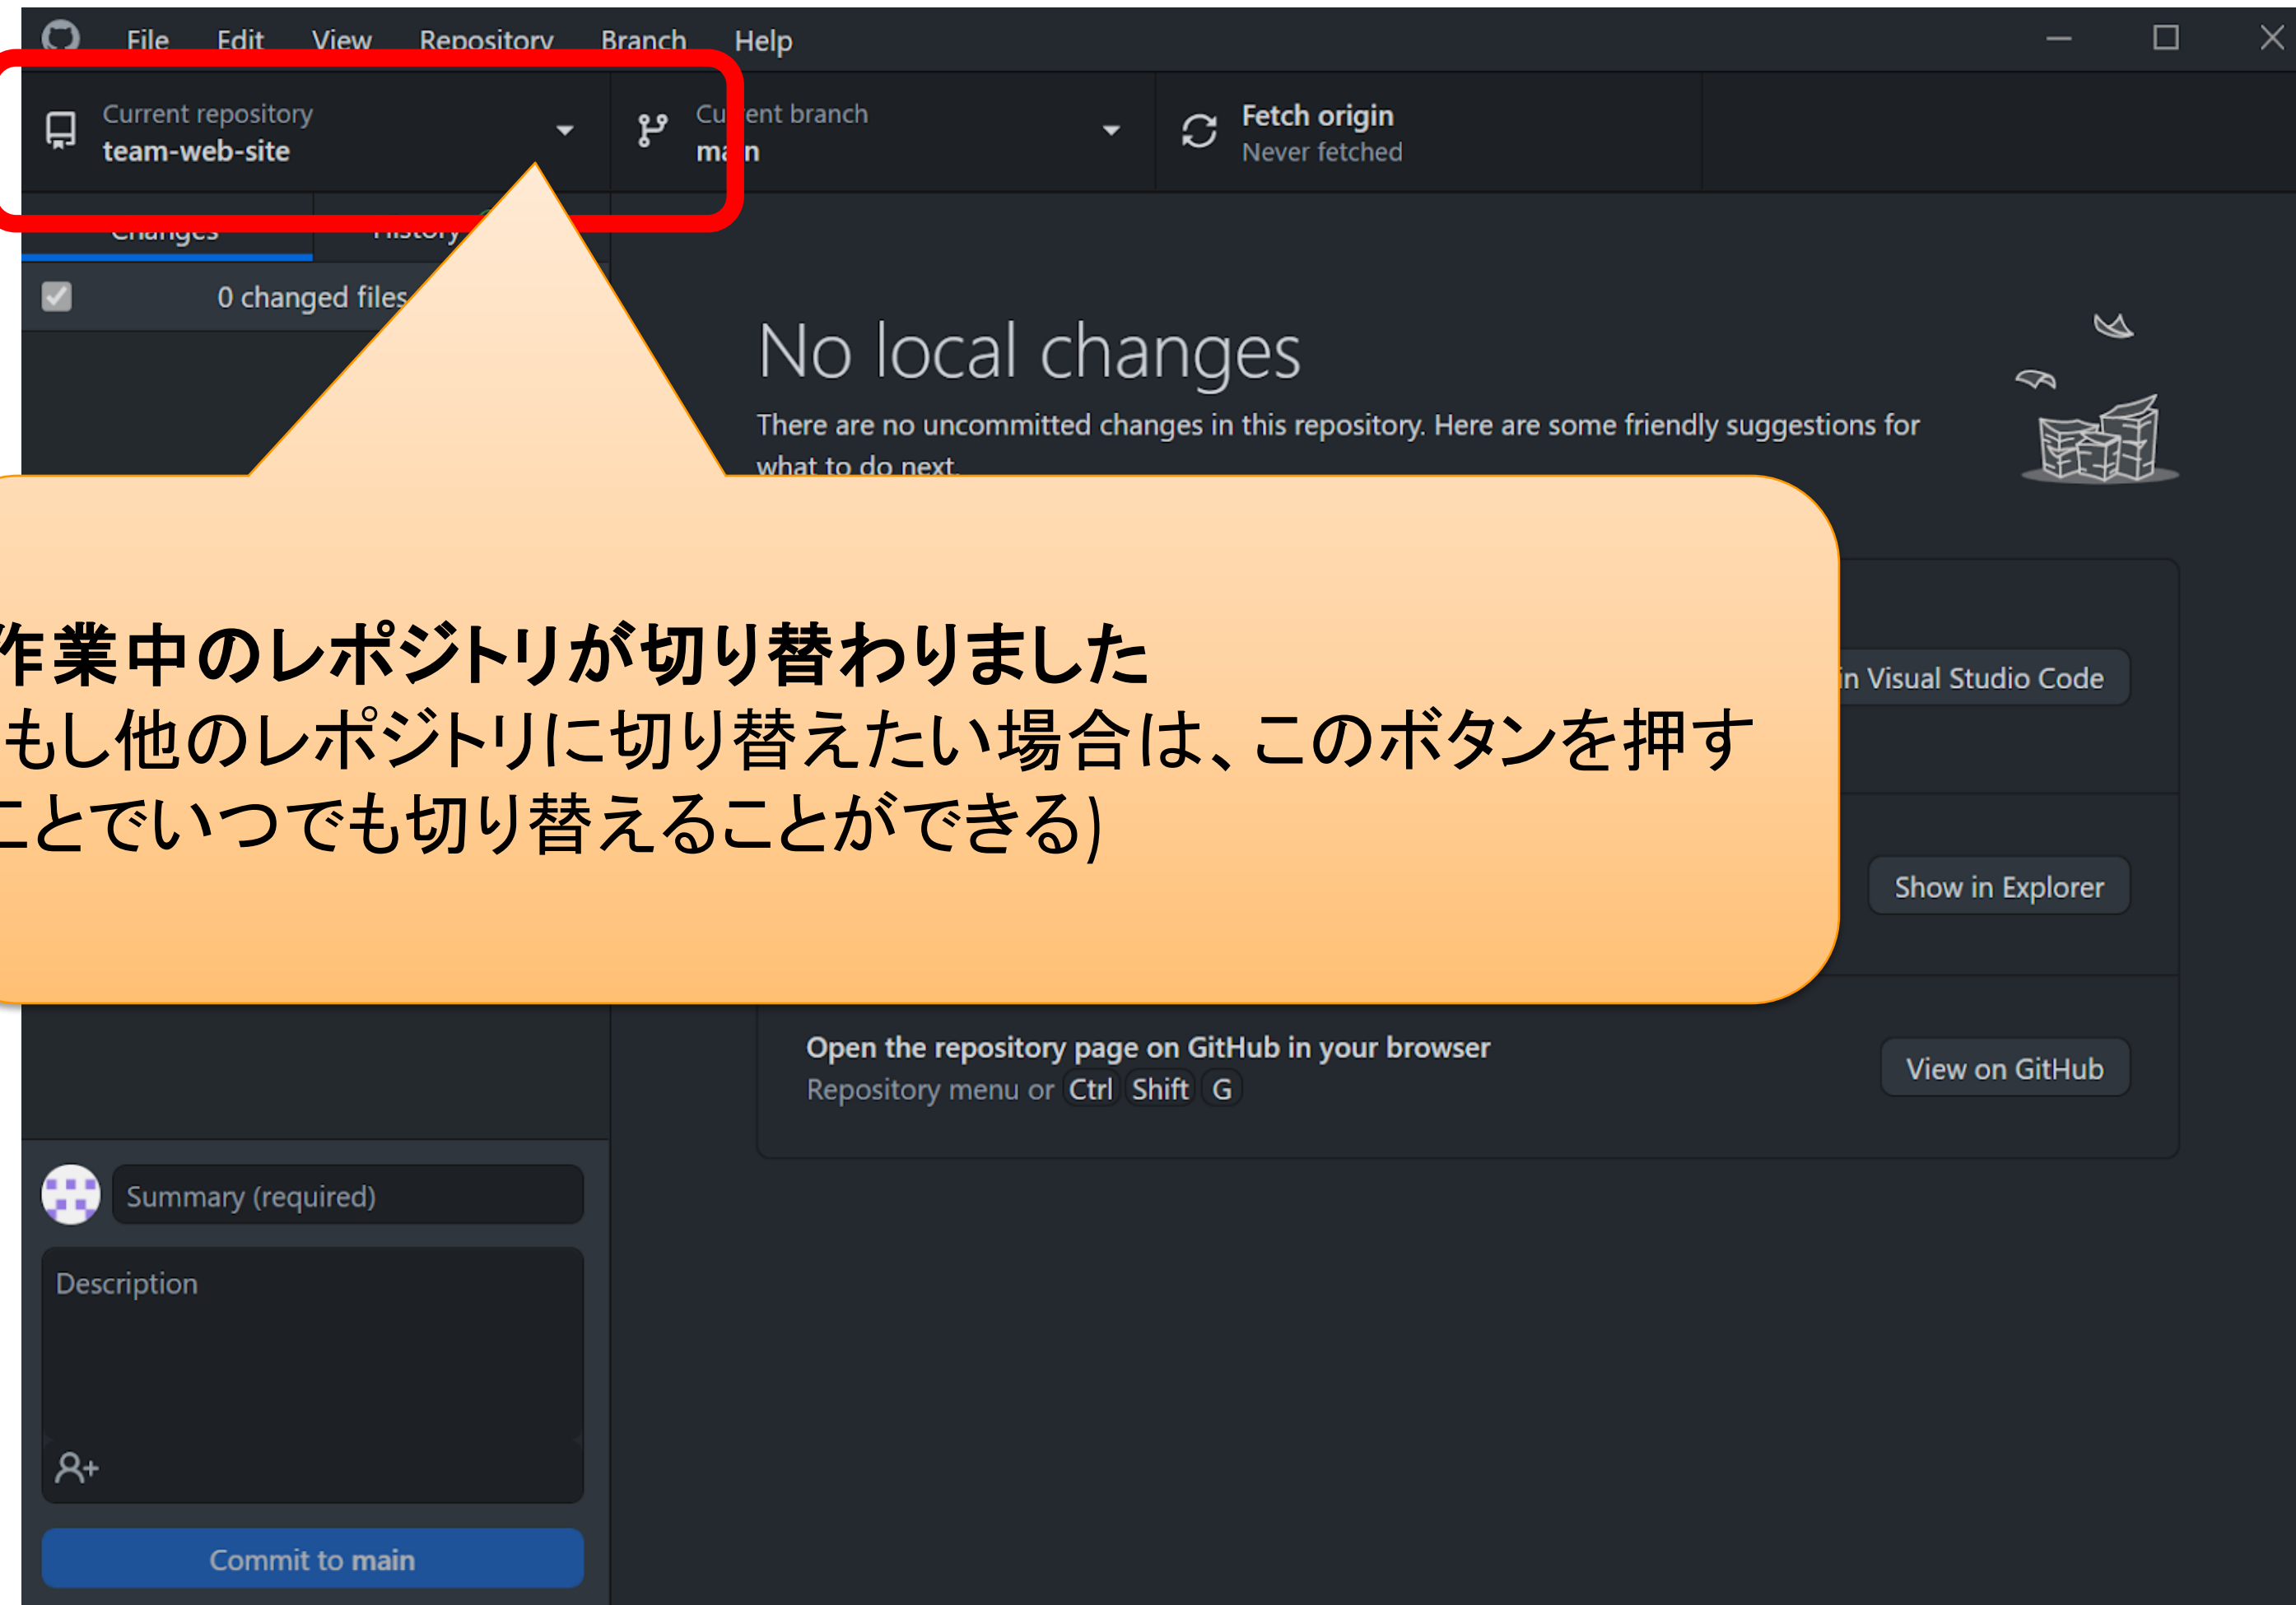 File Edit View Repository Branch Help
Current repository
team-web-site
Current branch
main
Fetch origin
Never fetched
Changes History
0 changed files
No local changes
There are no uncommitted changes in this repository. Here are some friendly suggestions for
what to do next.
作業中のレポジトリが切り替わりました
もし他のレポジトリに切り替えたい場合は、このボタンを押す
ことでいつでも切り替えることができる)
in Visual Studio Code
Show in Explorer
Open the repository page on GitHub in your browser
Repository menu or Ctrl Shift G
View on GitHub
Summary (required)
Description
Commit to main